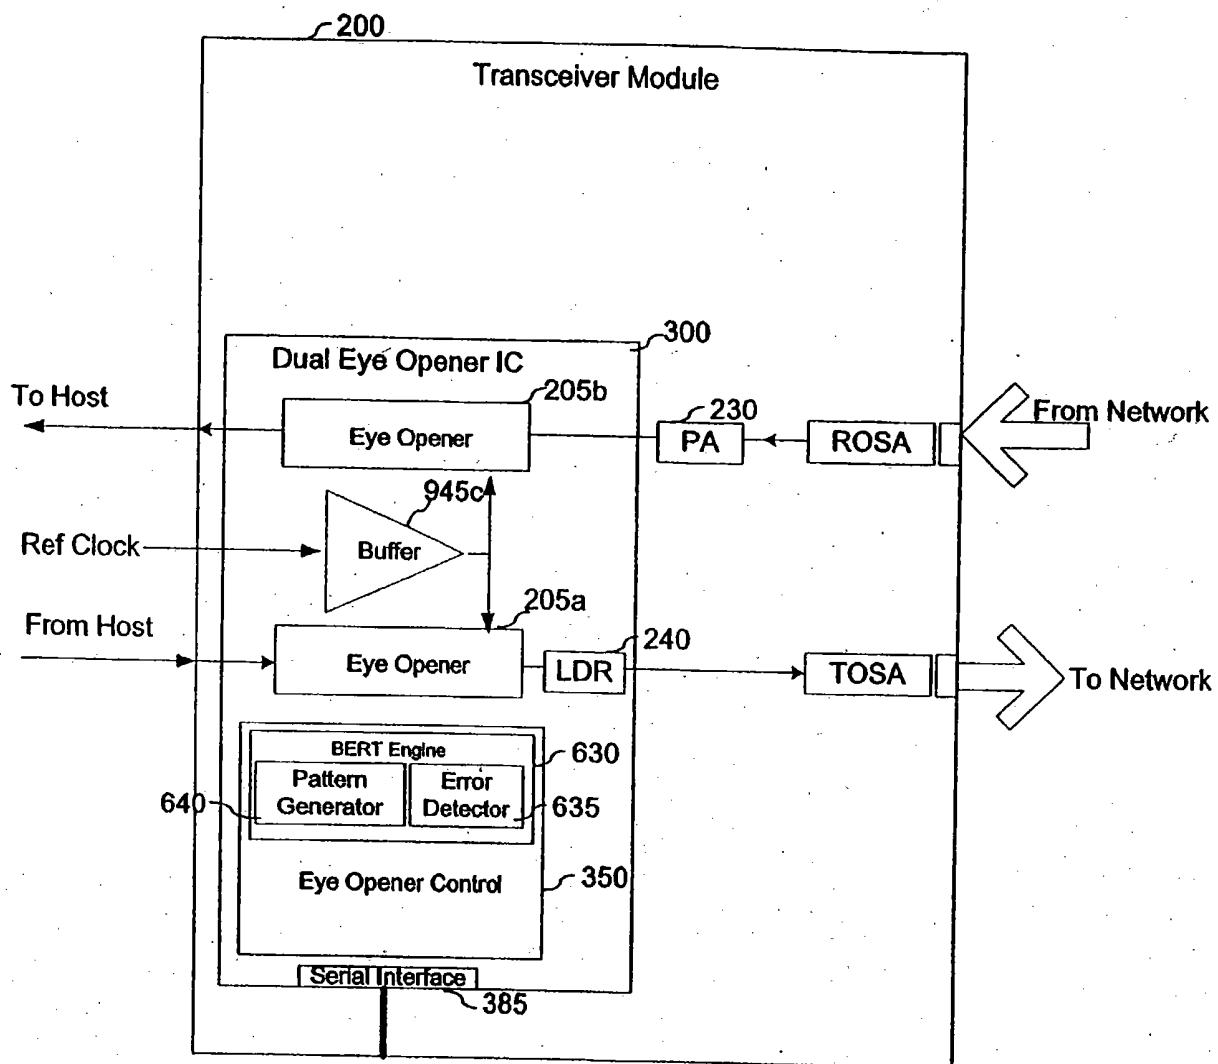 200
Transceiver Module
300
Dual Eye Opener IC
To Host
205b
230
From Network
Eye Opener
PA
ROSA
945c
Ref Clock
Buffer
205a
From Host
240
Eye Opener
LDR
TOSA
To Network
BERT Engine
630
Pattern
Generator
Error
Detector
640
635
Eye Opener Control
350
Serial Interface
385